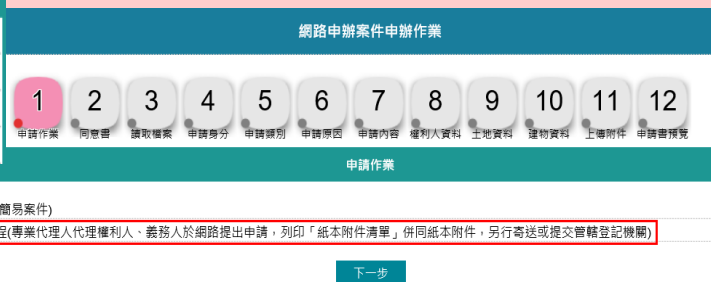 網路申辦案件申辦作業
1 2 3 4 5 6 7 8 9 10 11 12
申請作業 同意書 讀取檔案 申請身分 申請類別 申請原因 申請內容 權利人資料 土地資料 建物資料 上傳附件 申請書預覽
申請作業
簡易案件)
程(專業代理人代理權利人、義務人於網路提出申請，列印「紙本附件清單」併同紙本附件，另行寄送或提交管轄登記機關)
下一步